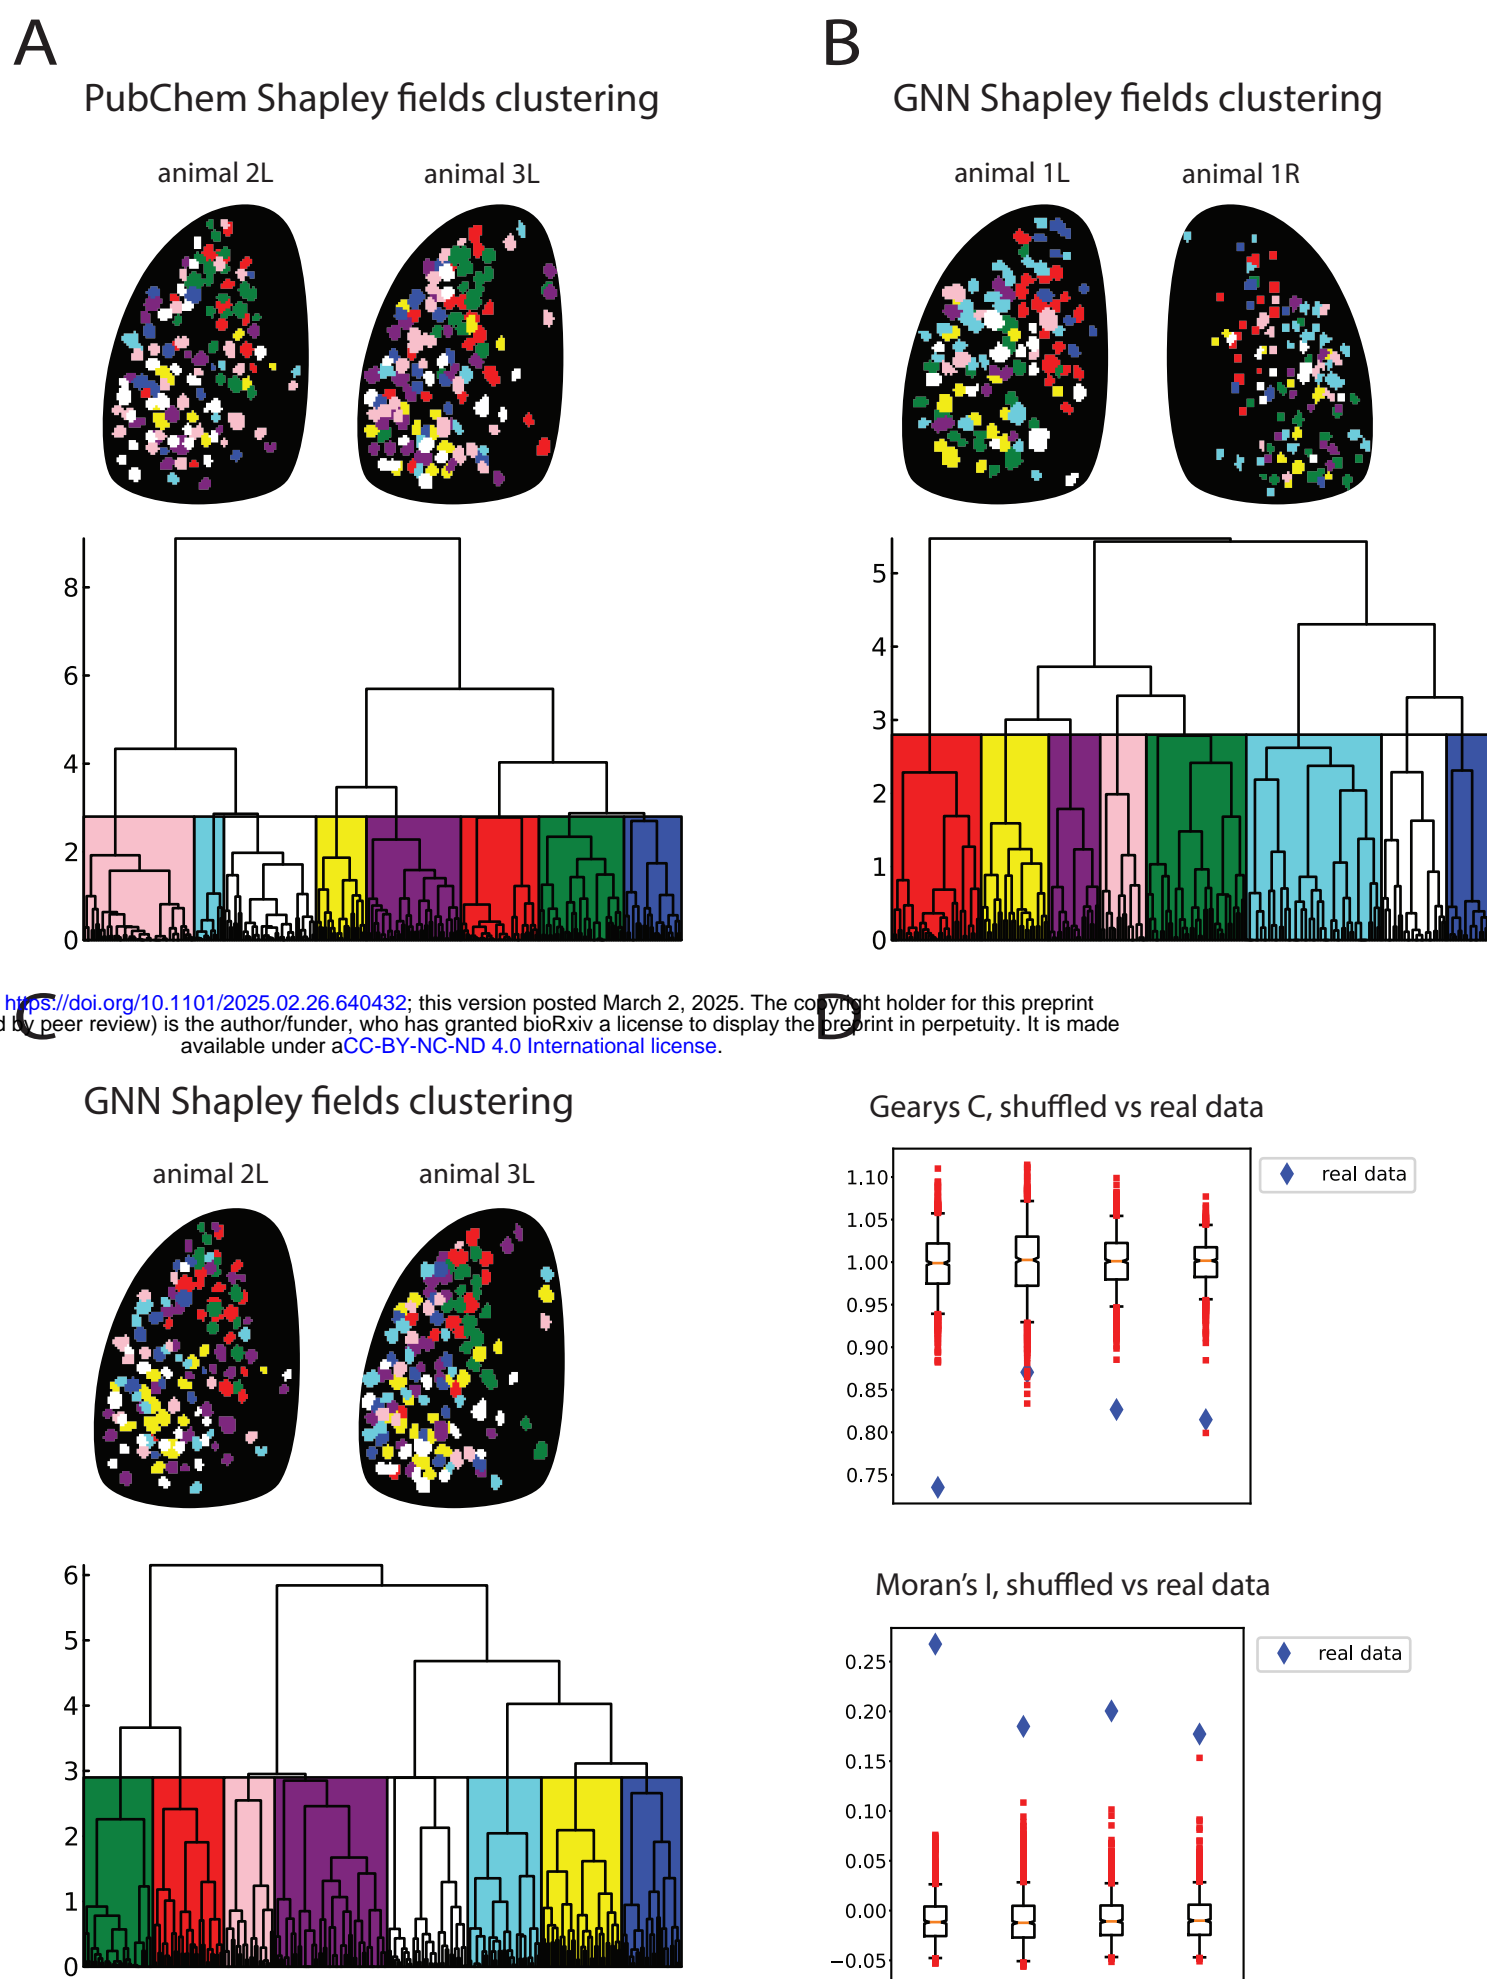 A
PubChem Shapley fields clustering
animal 2L
animal 3L
8
6
4
2
0
B
GNN Shapley fields clustering
animal 1L
animal 1R
5
4
3
2
1
0
https://doi.org/10.1101/2025.02.26.640432; this version posted March 2, 2025. The copyright holder for this preprint
d by peer review) is the author/funder, who has granted bioRxiv a license to display the preprint in perpetuity. It is made
available under aCC-BY-NC-ND 4.0 International license.
C
GNN Shapley fields clustering
animal 2L
animal 3L
6
5
4
3
2
1
0
D
Gearys C, shuffled vs real data
1.10
1.05
1.00
0.95
0.90
0.85
0.80
0.75
real data
Moran's I, shuffled vs real data
0.25
0.20
0.15
0.10
0.05
0.00
−0.05
real data